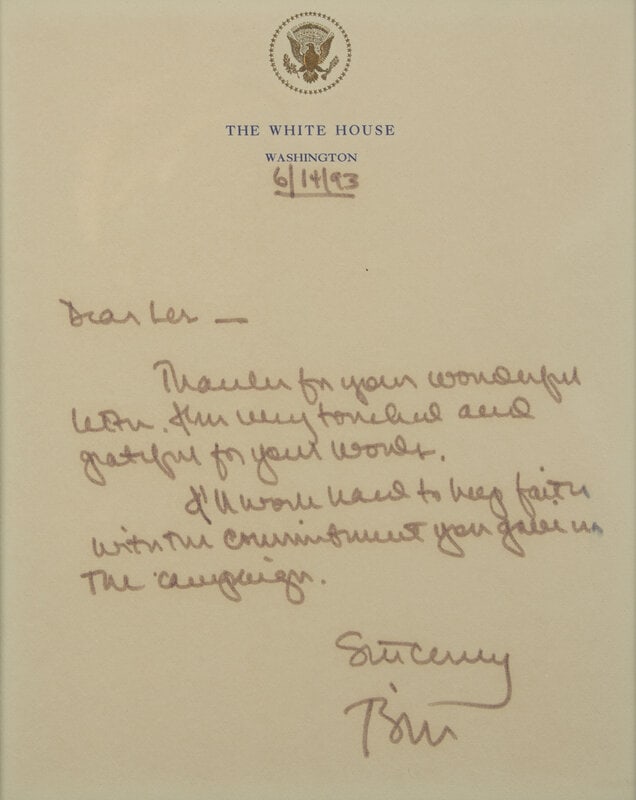 THE WHITE HOUSE
WASHINGTON
6/14/93
Dear Les —
Thanks for your wonderful
letter. I'm very touched and
grateful for your words.
I'll work hard to keep faith
with the commitment you gave in
the campaign.
Sincerely
Bill